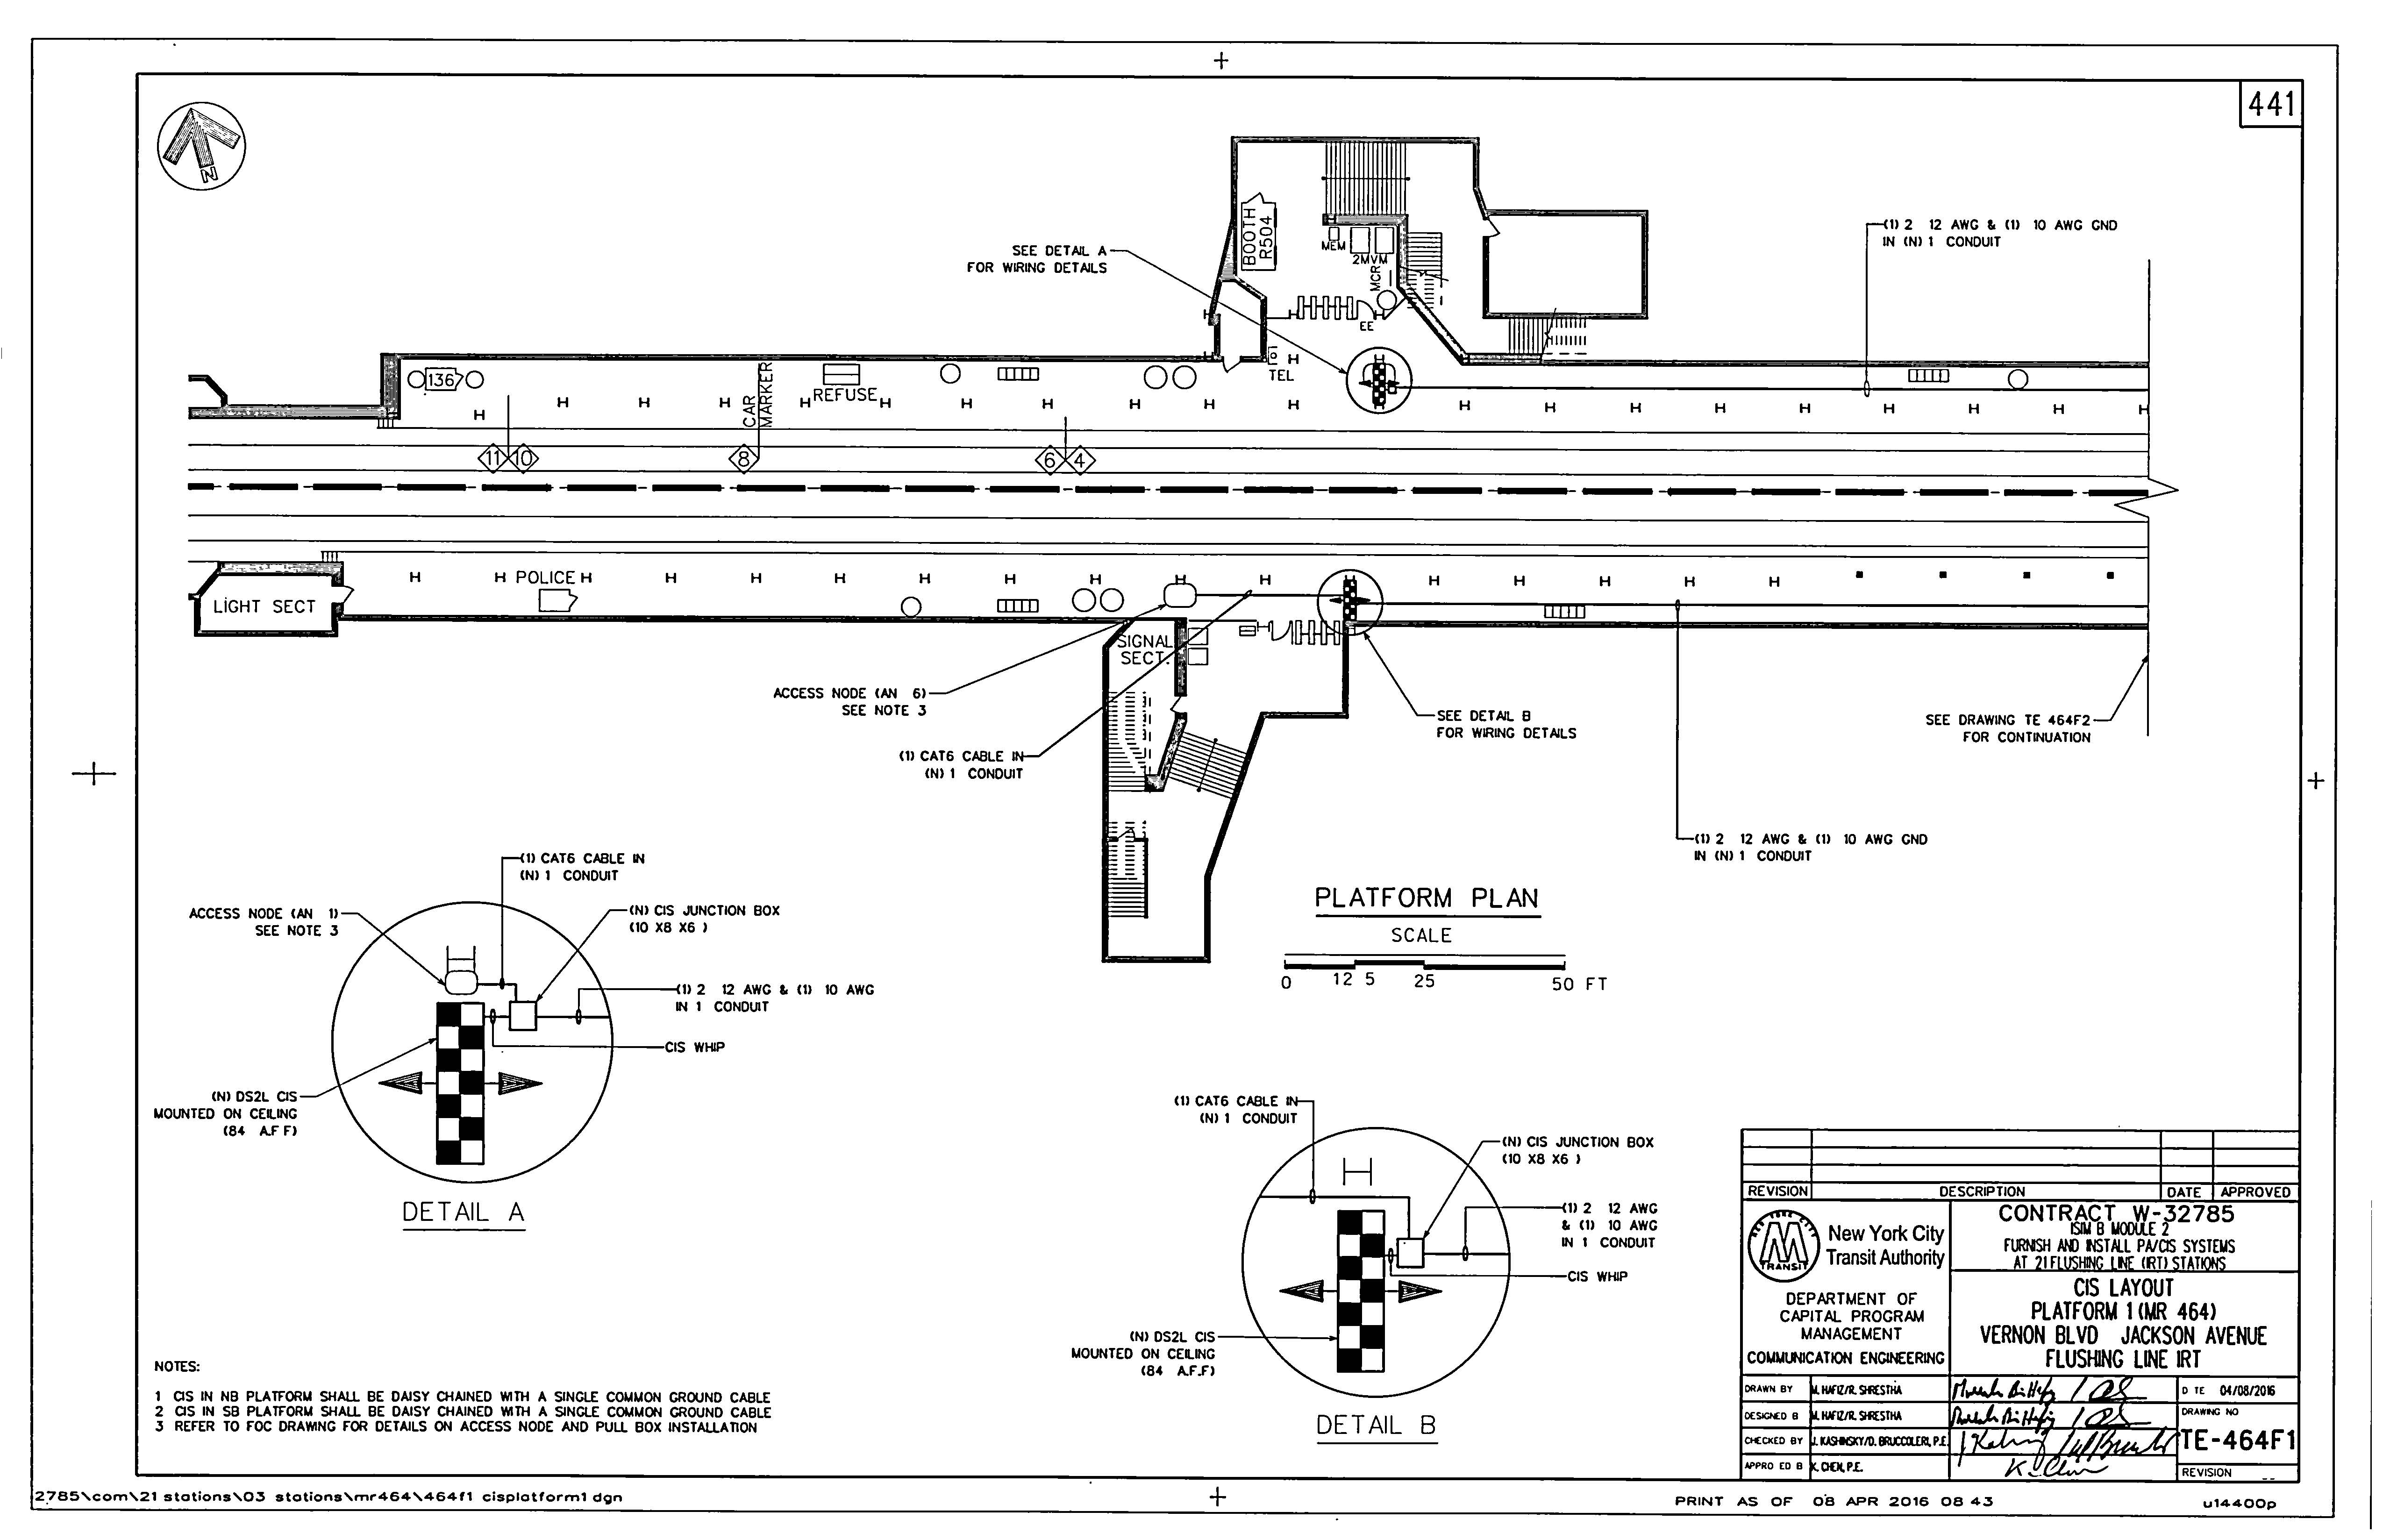 441
N
BOOTH
R504
MEM
2MVM
MCR
EE
TEL
SEE DETAIL A
FOR WIRING DETAILS
(1) 2 12 AWG & (1) 10 AWG GND
IN (N) 1 CONDUIT
136
REFUSE
CAR
MARKER
H H H H H H H H H H H H H H H H H H H H H
11 10
8
6 4
H H H H H H H H H H H H H H H H H
POLICE
LIGHT SECT
SIGNAL
SECT.
ACCESS NODE (AN 6)
SEE NOTE 3
(1) CAT6 CABLE IN
(N) 1 CONDUIT
SEE DETAIL B
FOR WIRING DETAILS
SEE DRAWING TE 464F2
FOR CONTINUATION
(1) 2 12 AWG & (1) 10 AWG GND
IN (N) 1 CONDUIT
PLATFORM PLAN
SCALE
0 12 5 25 50 FT
(1) CAT6 CABLE IN
(N) 1 CONDUIT
ACCESS NODE (AN 1)
SEE NOTE 3
(N) CIS JUNCTION BOX
(10 X8 X6 )
(1) 2 12 AWG & (1) 10 AWG
IN 1 CONDUIT
CIS WHIP
(N) DS2L CIS
MOUNTED ON CEILING
(84 A.F F)
DETAIL A
(1) CAT6 CABLE IN
(N) 1 CONDUIT
H
(N) CIS JUNCTION BOX
(10 X8 X6 )
(1) 2 12 AWG
& (1) 10 AWG
IN 1 CONDUIT
CIS WHIP
(N) DS2L CIS
MOUNTED ON CEILING
(84 A.F.F)
DETAIL B
NOTES:
1 CIS IN NB PLATFORM SHALL BE DAISY CHAINED WITH A SINGLE COMMON GROUND CABLE
2 CIS IN SB PLATFORM SHALL BE DAISY CHAINED WITH A SINGLE COMMON GROUND CABLE
3 REFER TO FOC DRAWING FOR DETAILS ON ACCESS NODE AND PULL BOX INSTALLATION
REVISION DESCRIPTION DATE APPROVED
NEW YORK CITY
TRANSIT
New York City
Transit Authority
DEPARTMENT OF
CAPITAL PROGRAM
MANAGEMENT
COMMUNICATION ENGINEERING
CONTRACT W-32785
ISIM B MODULE 2
FURNISH AND INSTALL PA/CIS SYSTEMS
AT 21 FLUSHING LINE (IRT) STATIONS
CIS LAYOUT
PLATFORM 1 (MR 464)
VERNON BLVD JACKSON AVENUE
FLUSHING LINE IRT
DRAWN BY M. HAFIZ/R. SHRESTHA
D TE 04/08/2016
DESIGNED B M. HAFIZ/R. SHRESTHA
DRAWING NO
TE-464F1
CHECKED BY J. KASHINSKY/D. BRUCCOLERI, P.E.
APPRO ED B K. CHEN, P.E.
REVISION --
2785\com\21 stations\03 stations\mr464\464f1 cisplatform1 dgn
PRINT AS OF 08 APR 2016 08 43
u14400p